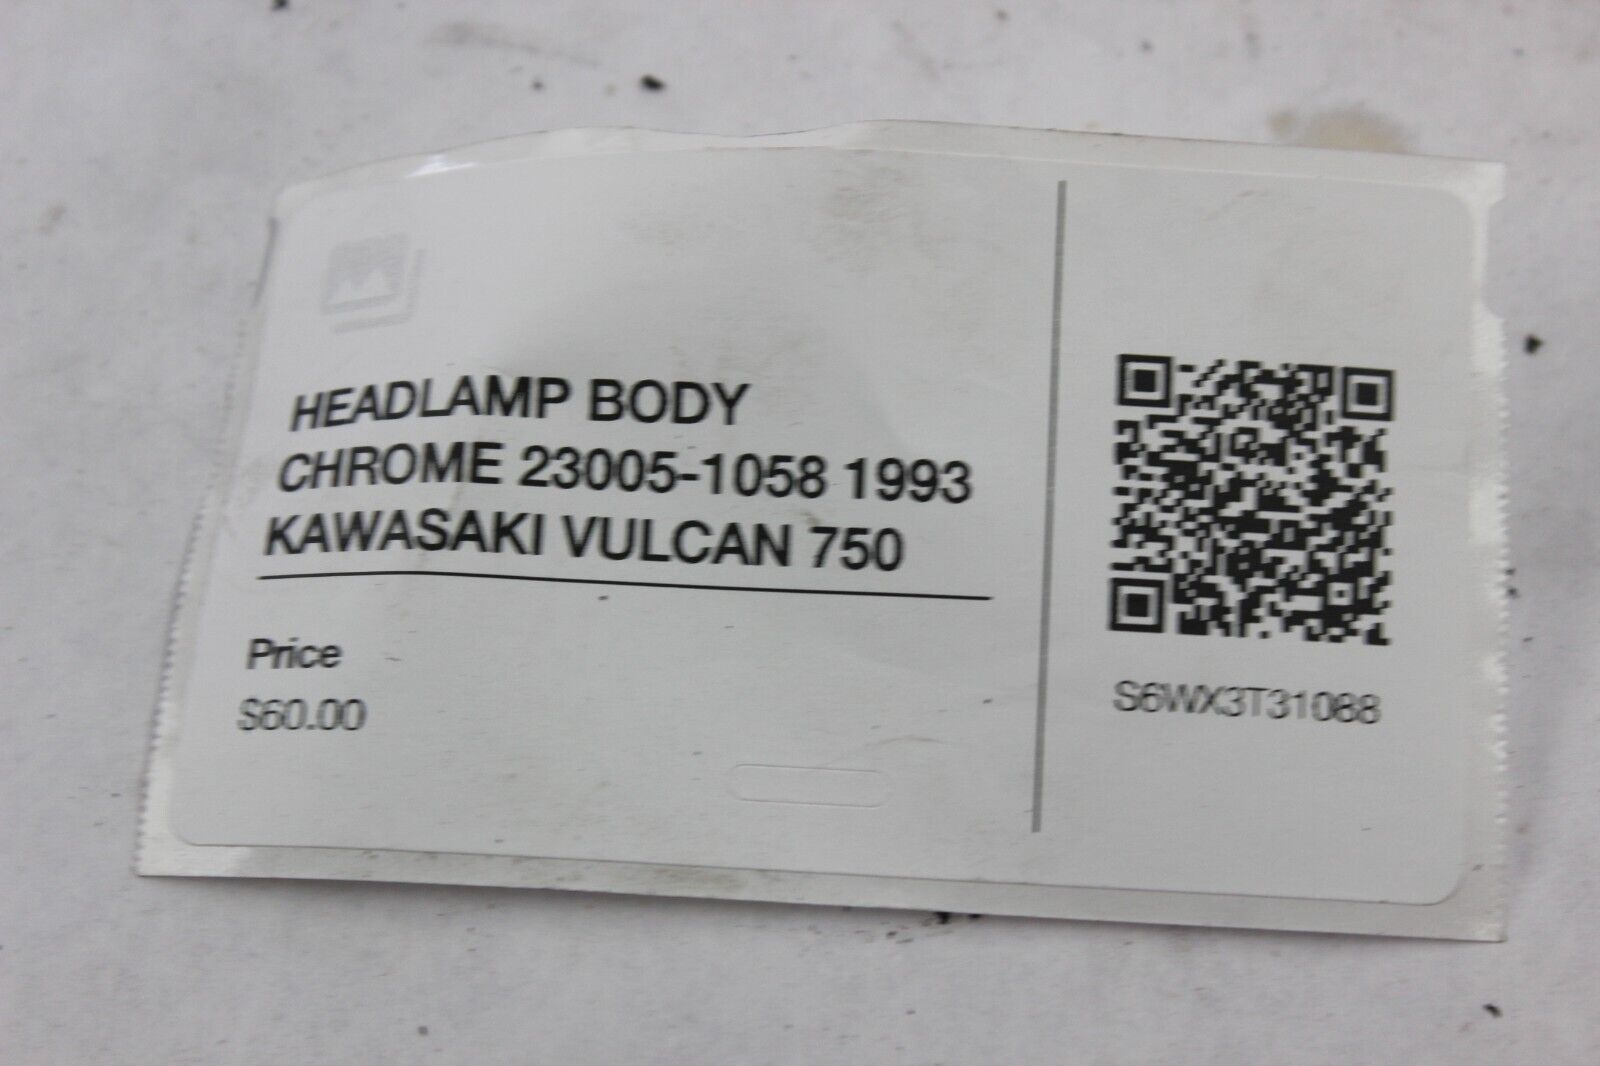 HEADLAMP BODY
CHROME 23005-1058 1993
KAWASAKI VULCAN 750
Price
$60.00
S6WX3T31088